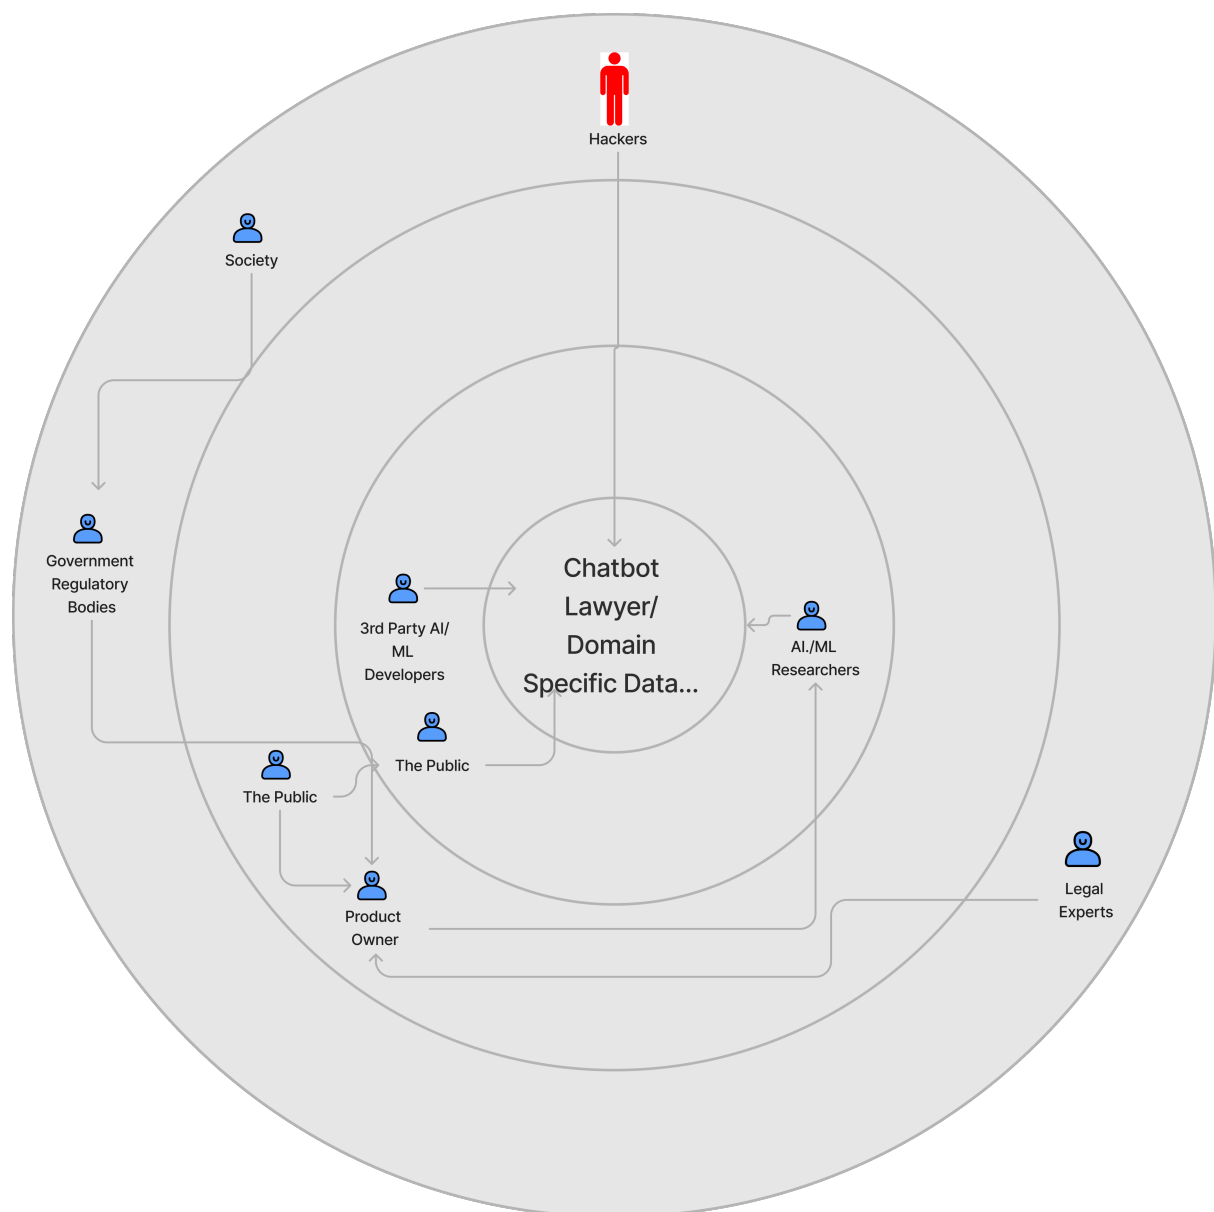 Hackers
Society
Government
Regulatory
Bodies
3rd Party AI/
ML
Developers
Chatbot
Lawyer/
Domain
Specific Data...
AI./ML
Researchers
The Public
The Public
Product
Owner
Legal
Experts